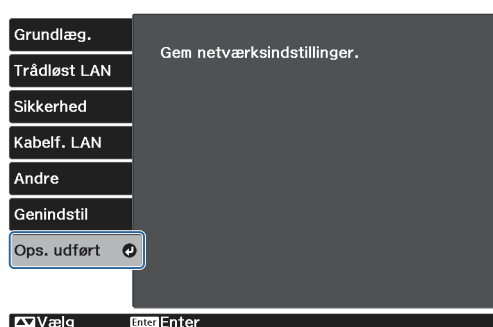 Grundlæg.
Gem netværksindstillinger.
Trådløst LAN
Sikkerhed
Kabelf. LAN
Andre
Genindstil
Ops. udført
Vælg Enter Enter